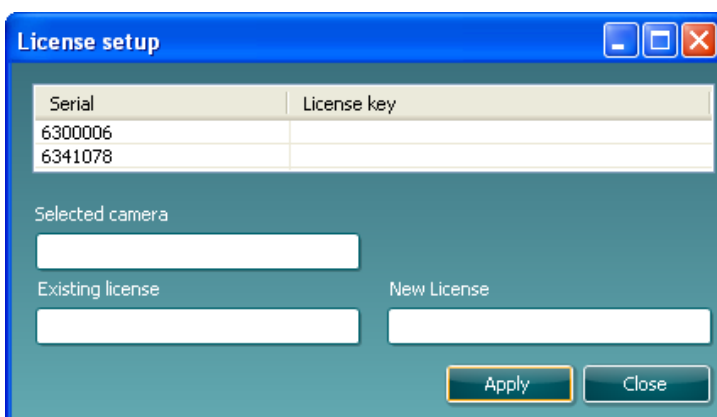 License setup
Serial License key
6300006
6341078
Selected camera
Existing license New License
Apply Close